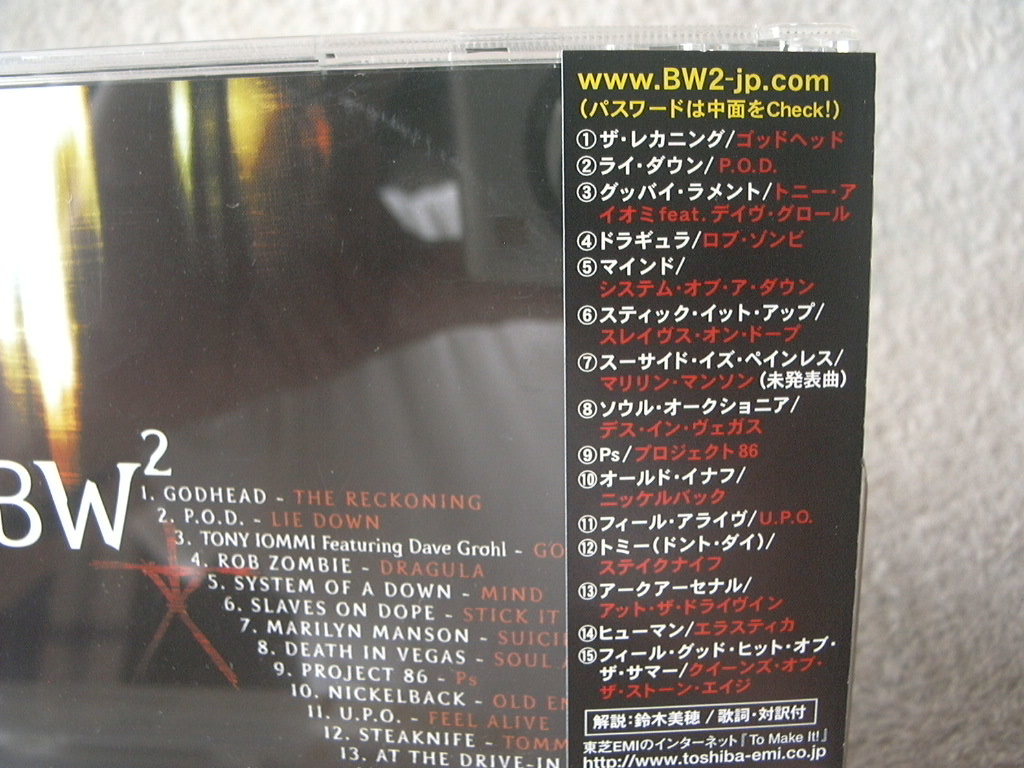 BW2
1. GODHEAD - THE RECKONING
2. P.O.D. - LIE DOWN
3. TONY IOMMI Featuring Dave Grohl - GO
4. ROB ZOMBIE - DRAGULA
5. SYSTEM OF A DOWN - MIND
6. SLAVES ON DOPE - STICK IT
7. MARILYN MANSON - SUICI
8. DEATH IN VEGAS - SOUL A
9. PROJECT 86 - Ps
10. NICKELBACK - OLD EN
11. U.P.O. - FEEL ALIVE
12. STEAKNIFE - TOMM
13. AT THE DRIVE-IN
www.BW2-jp.com
(パスワードは中面をCheck!)
①ザ・レカニング/ゴッドヘッド
②ライ・ダウン/P.O.D.
③グッバイ・ラメント/トニー・ア
イオミfeat.デイヴ・グロール
④ドラギュラ/ロブ・ゾンビ
⑤マインド/
システム・オブ・ア・ダウン
⑥スティック・イット・アップ/
スレイヴス・オン・ドープ
⑦スーサイド・イズ・ペインレス/
マリリン・マンソン(未発表曲)
⑧ソウル・オークショニア/
デス・イン・ヴェガス
⑨Ps/プロジェクト86
⑩オールド・イナフ/
ニッケルバック
⑪フィール・アライヴ/U.P.O.
⑫トミー(ドント・ダイ)/
ステイクナイフ
⑬アークアーセナル/
アット・ザ・ドライヴイン
⑭ヒューマン/エラスティカ
⑮フィール・グッド・ヒット・オブ・
ザ・サマー/クイーンズ・オブ・
ザ・ストーン・エイジ
解説:鈴木美穂 / 歌詞・対訳付
東芝EMIのインターネット『To Make It!』
http://www.toshiba-emi.co.jp